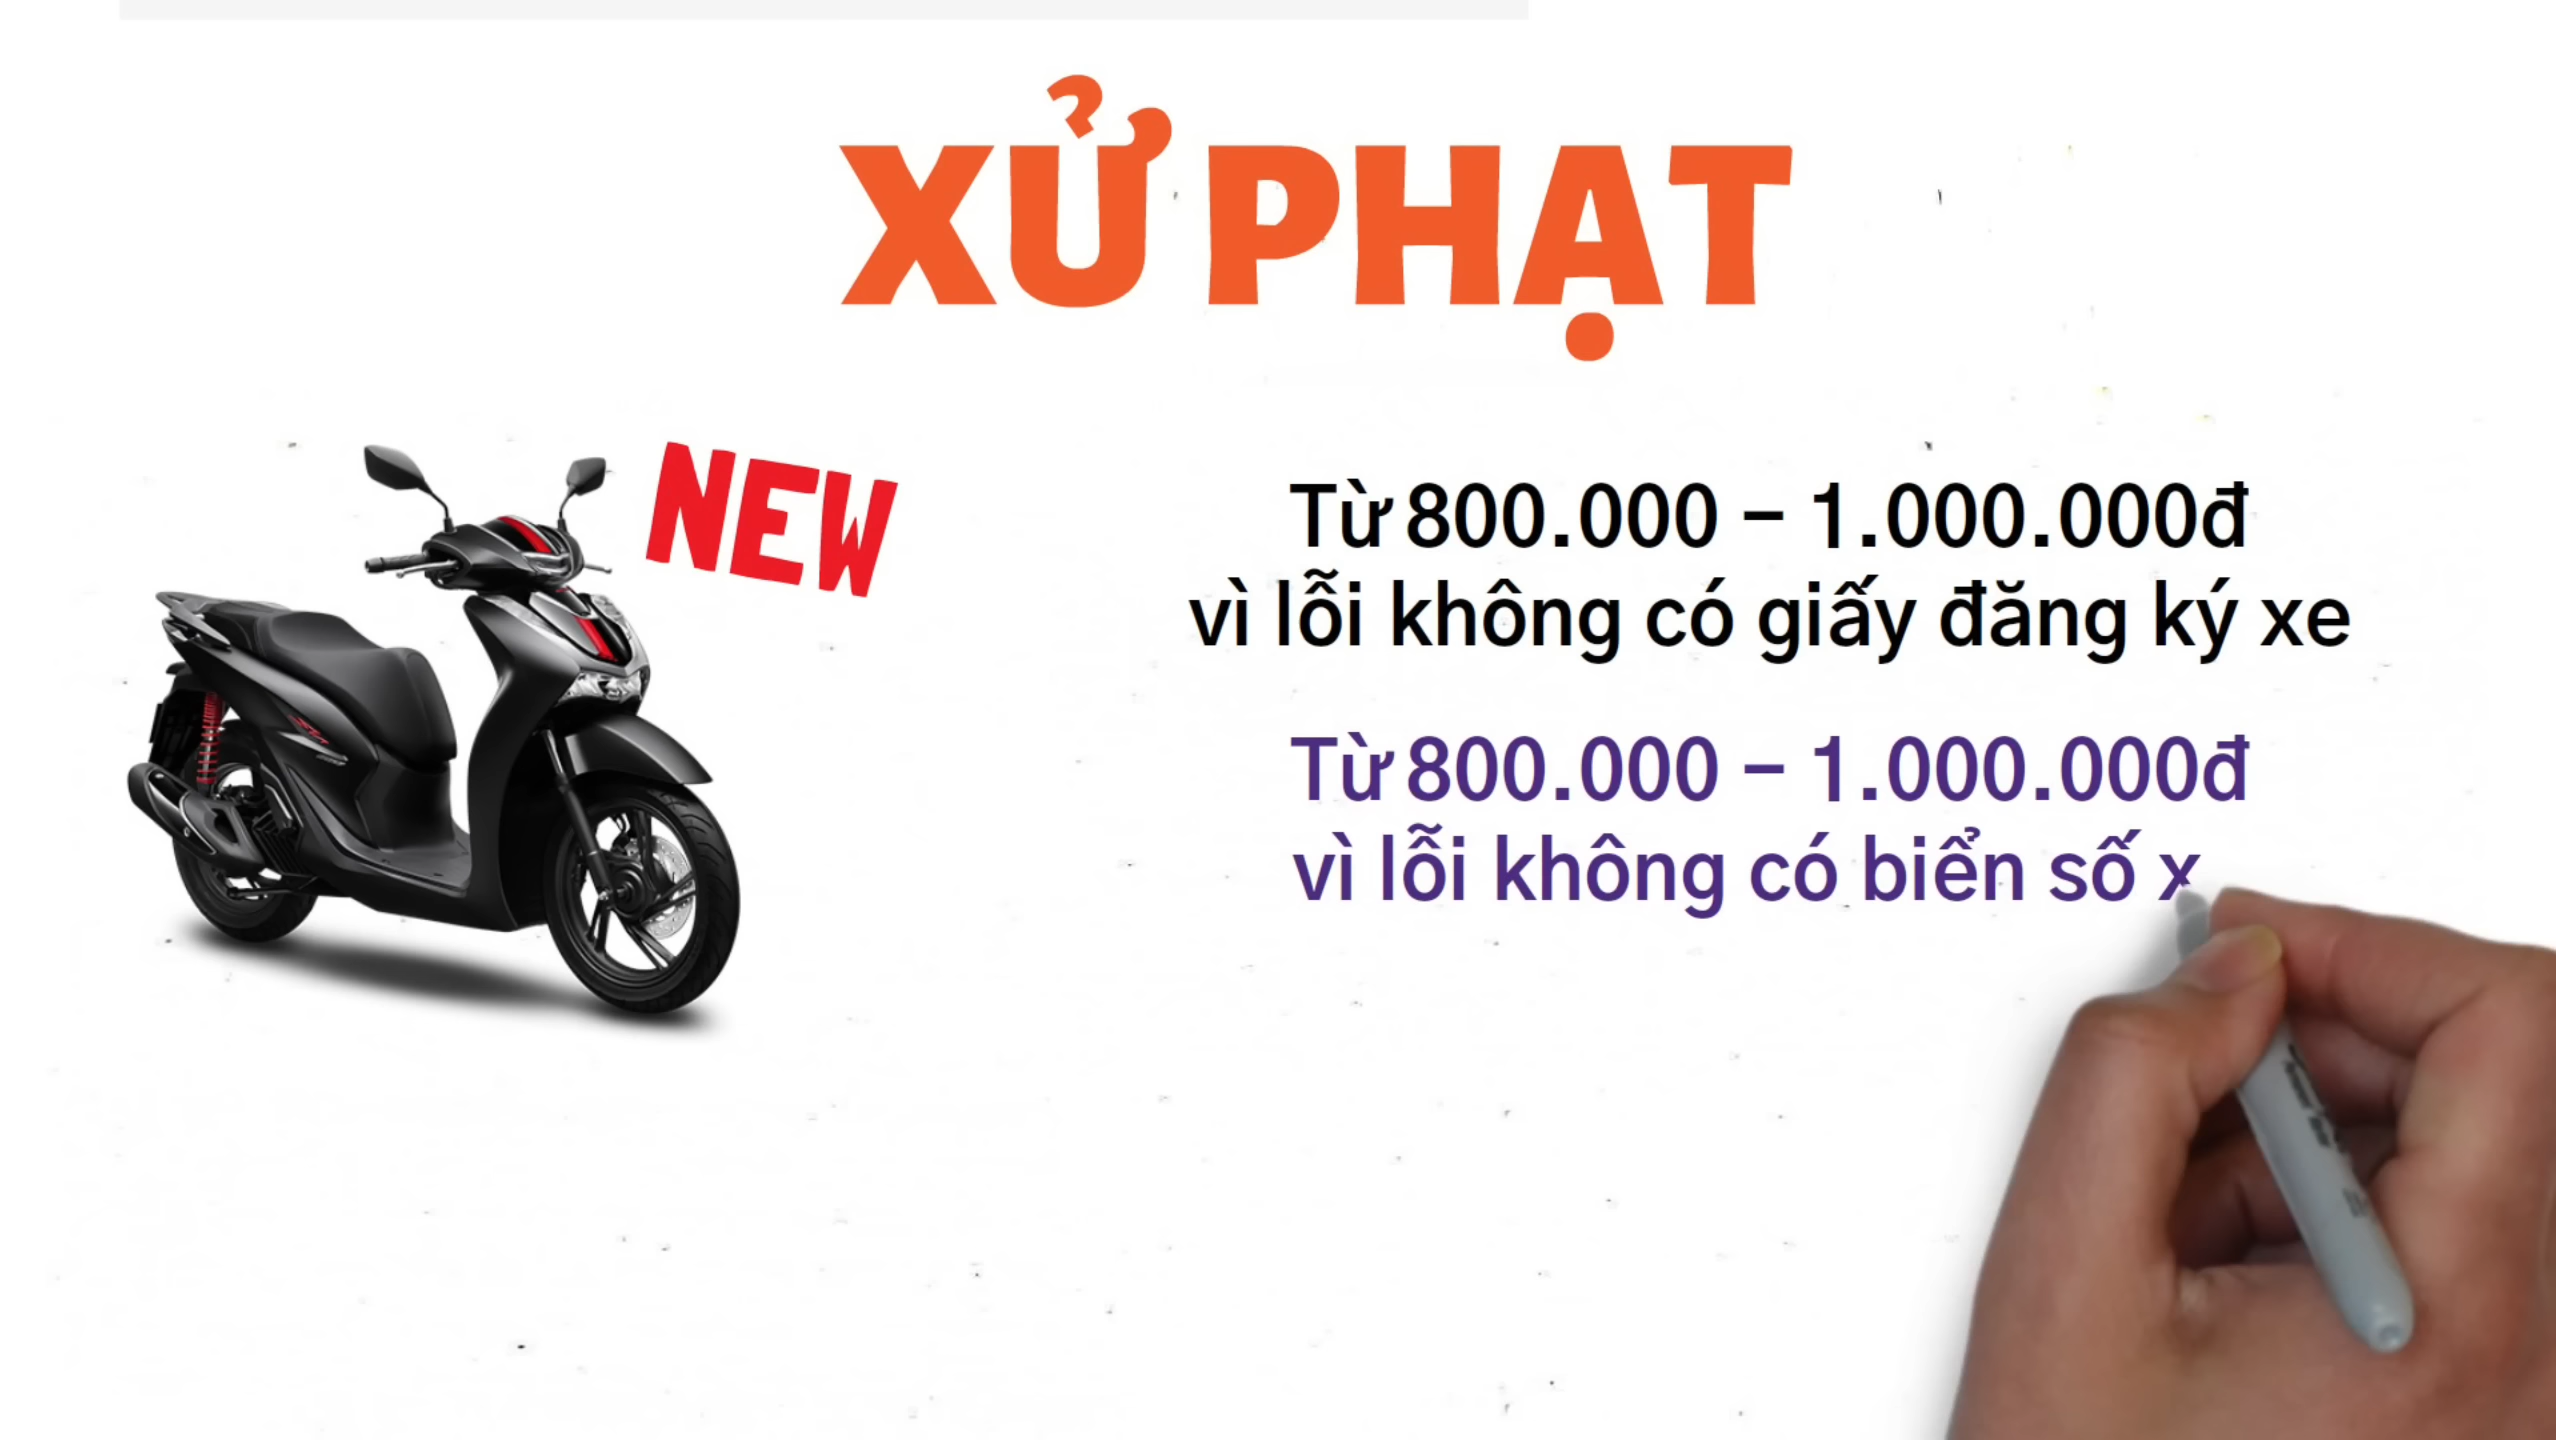 XỬ PHẠT
NEW
Từ 800.000 – 1.000.000đ
vì lỗi không có giấy đăng ký xe
Từ 800.000 – 1.000.000đ
vì lỗi không có biển số x